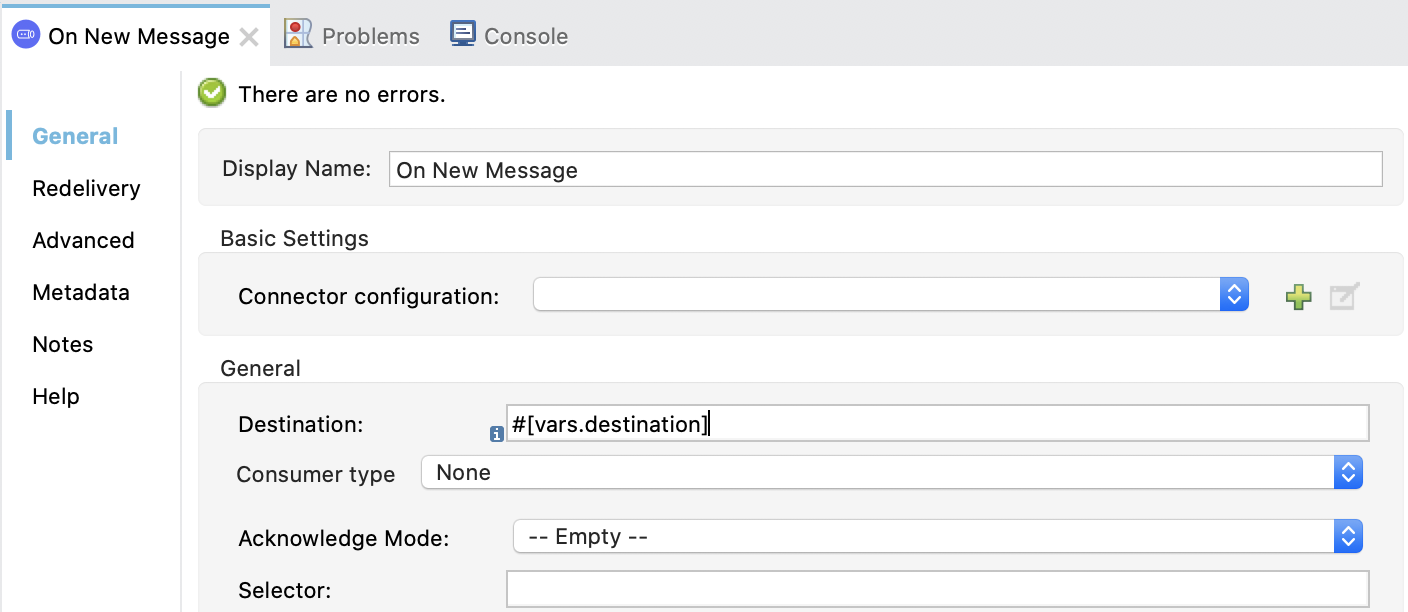 On New Message
Problems
Console
There are no errors.
General
Redelivery
Advanced
Metadata
Notes
Help
Display Name: On New Message
Basic Settings
Connector configuration:
General
Destination: #[vars.destination]
Consumer type None
Acknowledge Mode: -- Empty --
Selector: